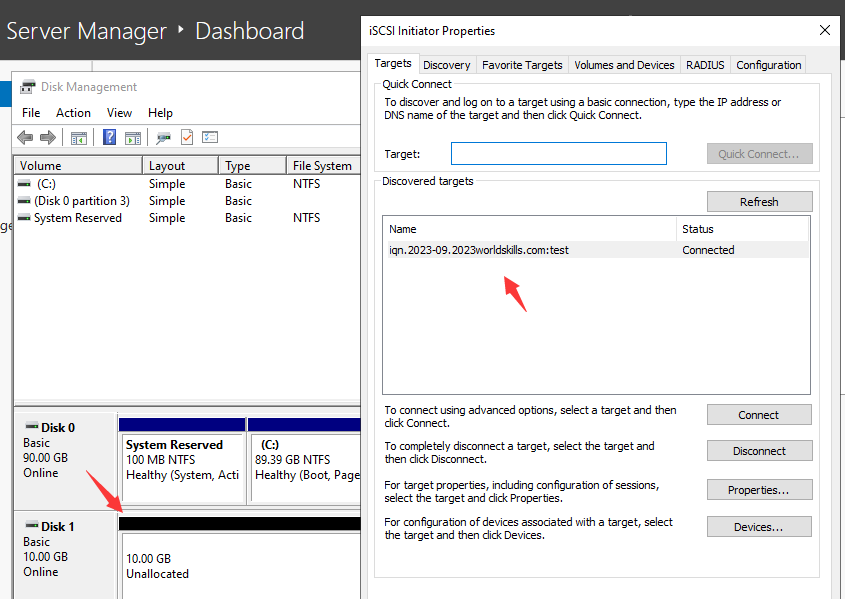 Server Manager ‣ Dashboard
Disk Management
File Action View Help
Volume Layout Type File System
(C:) Simple Basic NTFS
(Disk 0 partition 3) Simple Basic
System Reserved Simple Basic NTFS
ge
Disk 0
Basic
90.00 GB
Online
System Reserved
100 MB NTFS
Healthy (System, Acti
(C:)
89.39 GB NTFS
Healthy (Boot, Page
Disk 1
Basic
10.00 GB
Online
10.00 GB
Unallocated
iSCSI Initiator Properties
Targets Discovery Favorite Targets Volumes and Devices RADIUS Configuration
Quick Connect
To discover and log on to a target using a basic connection, type the IP address or
DNS name of the target and then click Quick Connect.
Target: Quick Connect...
Discovered targets
Refresh
Name Status
iqn.2023-09.2023worldskills.com:test Connected
To connect using advanced options, select a target and then
click Connect.
Connect
To completely disconnect a target, select the target and
then click Disconnect.
Disconnect
For target properties, including configuration of sessions,
select the target and click Properties.
Properties...
For configuration of devices associated with a target, select
the target and then click Devices.
Devices...